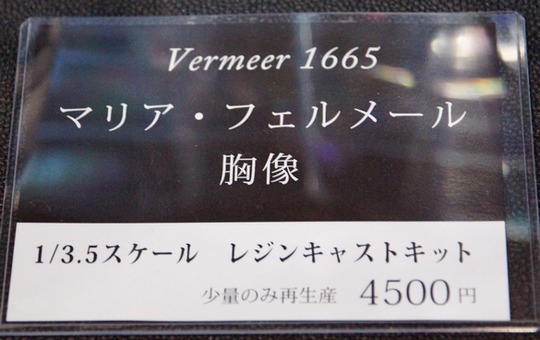 Vermeer 1665
マリア・フェルメール
胸像
1/3.5スケール レジンキャストキット
少量のみ再生産 4500円